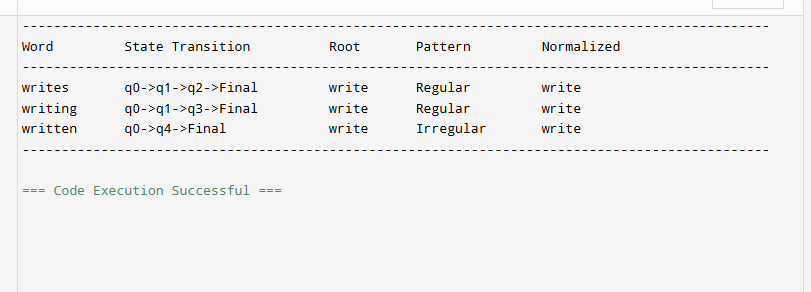 ---------------------------------------------------------------------------------------------
Word         State Transition          Root       Pattern         Normalized
---------------------------------------------------------------------------------------------
writes       q0->q1->q2->Final         write      Regular         write
writing      q0->q1->q3->Final         write      Regular         write
written      q0->q4->Final             write      Irregular       write
---------------------------------------------------------------------------------------------
=== Code Execution Successful ===